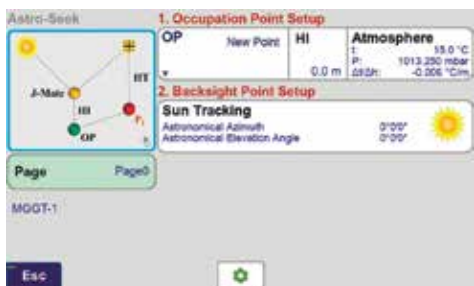 Astro-Seek
HT
J-Mate
HI
OP
P₁
Page Page0
MGGT-1
Esc
1. Occupation Point Setup
OP New Point
HI
0.0 m
Atmosphere
t: 15.0 °C
P: 1013.250 mbar
-0.006 °C/m
2. Backsight Point Setup
Sun Tracking
Astronomical Azimuth 0°0'0"
Astronomical Elevation Angle 0°0'0"